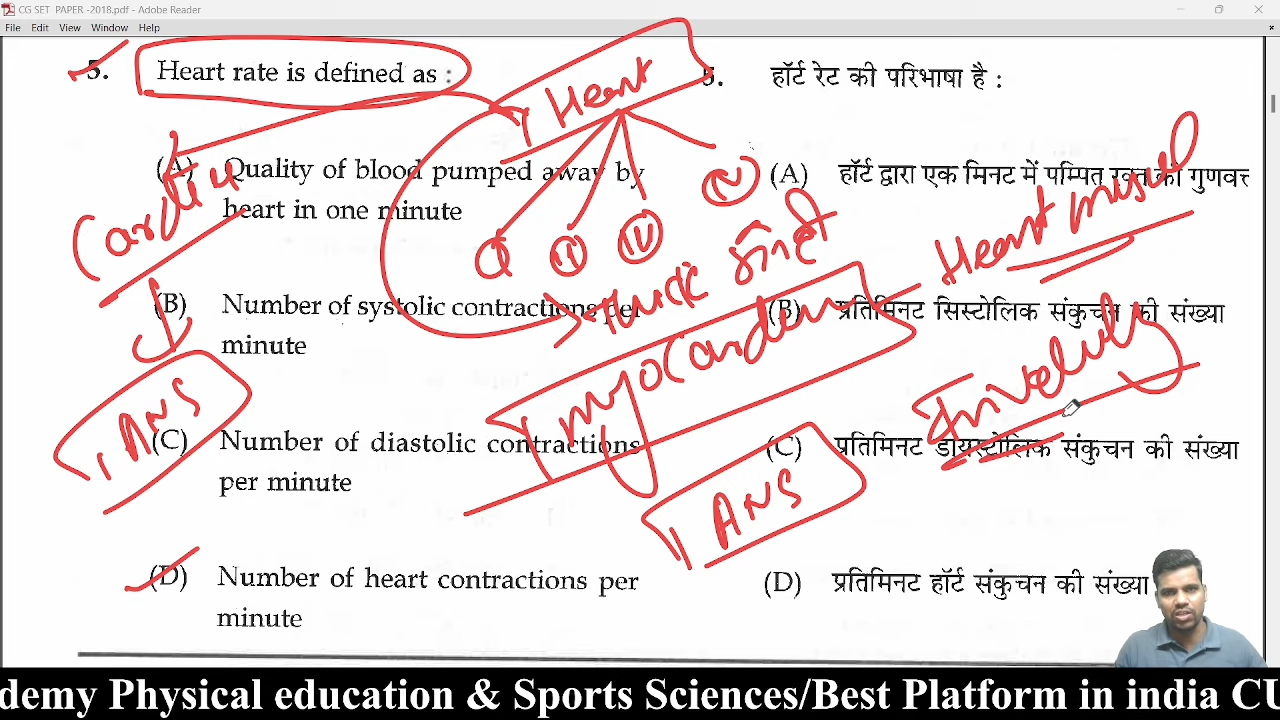 CG SET PAPER -2018.pdf - Adobe Reader
File Edit View Window Help
5. Heart rate is defined as :
(A) Quality of blood pumped away by
heart in one minute
(B) Number of systolic contractions per
minute
(C) Number of diastolic contractions
per minute
(D) Number of heart contractions per
minute
5. हॉर्ट रेट की परिभाषा है :
(A) हॉर्ट द्वारा एक मिनट में पम्पित रक्त की गुणवत्त
(B) प्रतिमिनट सिस्टोलिक संकुचन की संख्या
(C) प्रतिमिनट डायस्टोलिक संकुचन की संख्या
(D) प्रतिमिनट हॉर्ट संकुचन की संख्या
Heart
I II IV IV
ANS
Heart musel
ANS
demy Physical education & Sports Sciences/Best Platform in india CU